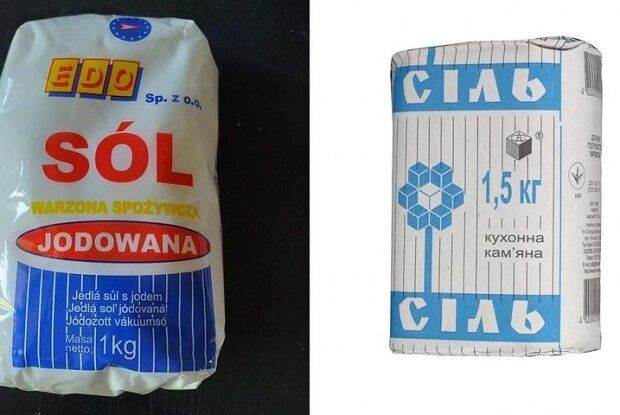 EDO
Sp. z o.o.
SÓL
WARZONA SPOŻYWCZA
JODOWANA
Jedlá sůl s jodem
Jedlá soľ jódovaná!
Jódozott vákuumsó
Masa
netto: 1kg
СІЛЬ
1,5 кг
кухонна
кам'яна
СІЛЬ